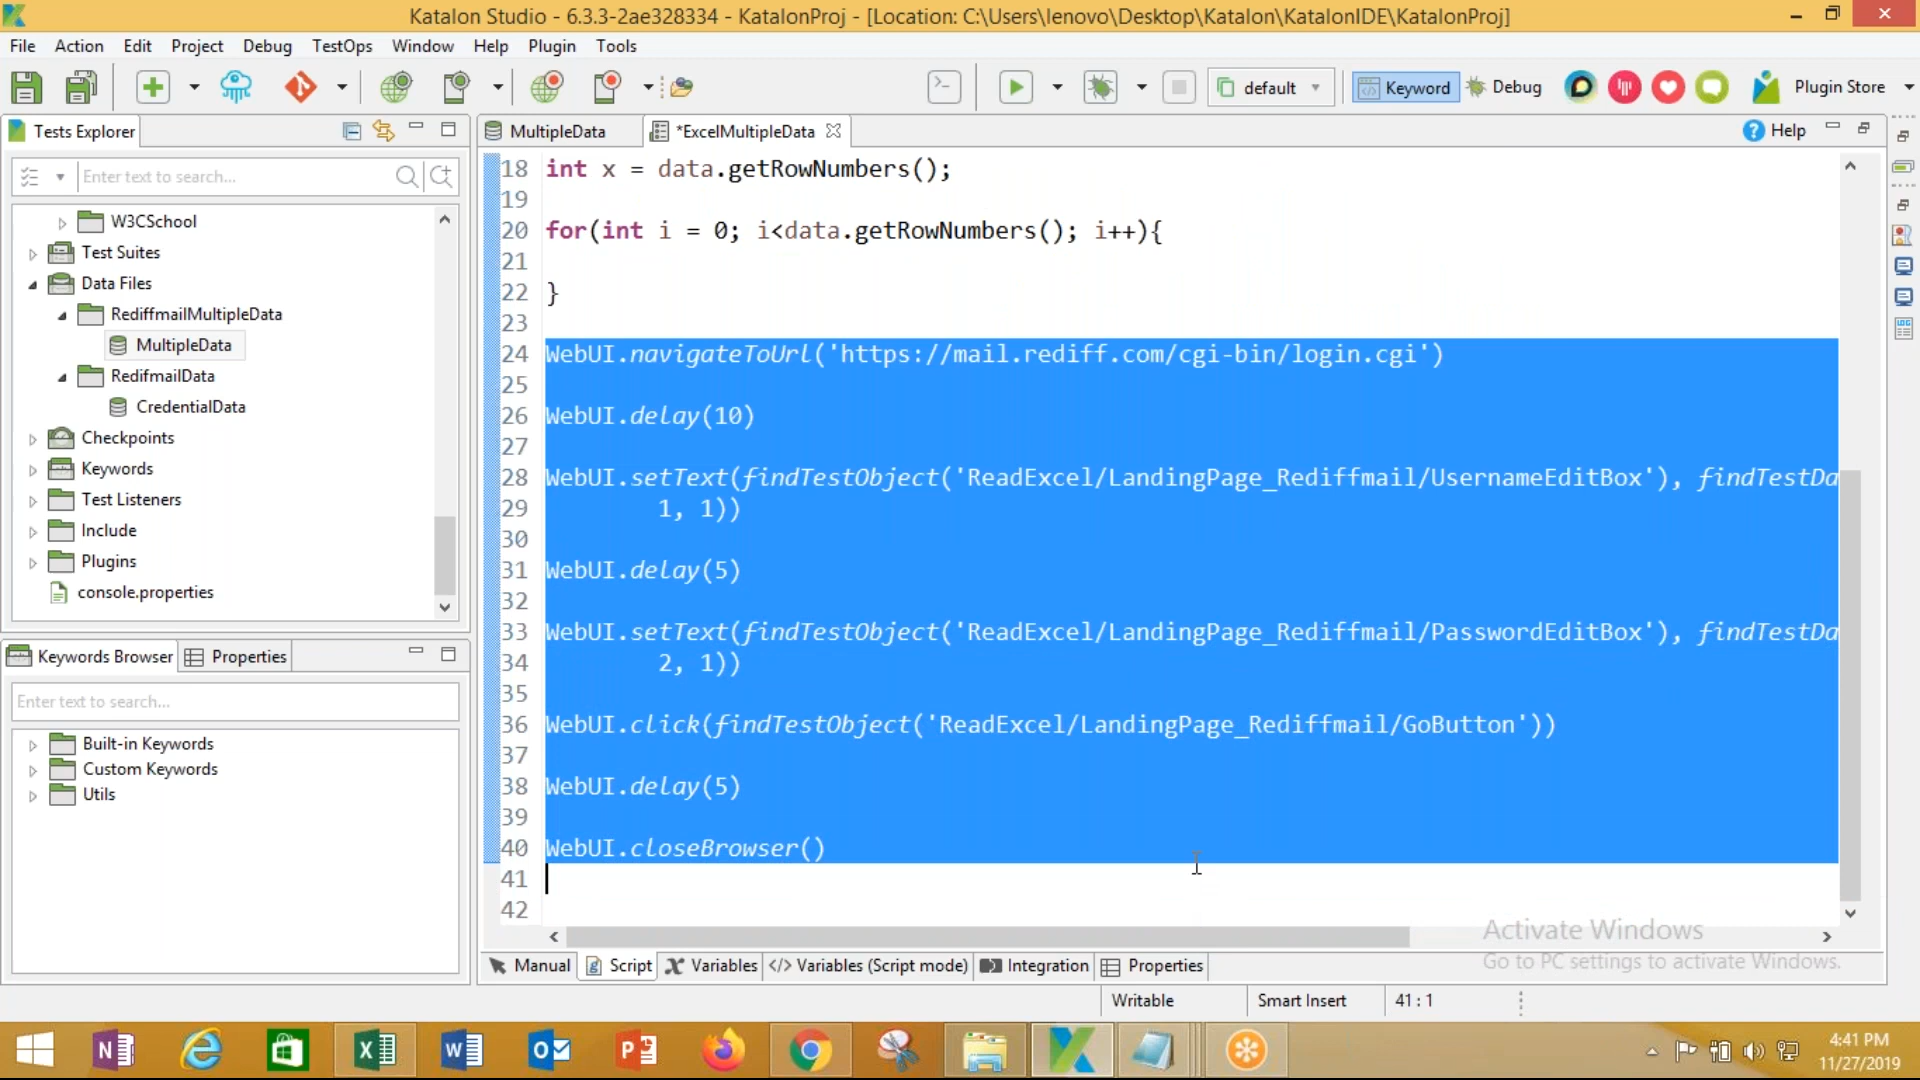 Katalon Studio - 6.3.3-2ae328334 - KatalonProj - [Location: C:\Users\lenovo\Desktop\Katalon\KatalonIDE\KatalonProj]
File Action Edit Project Debug TestOps Window Help Plugin Tools
default Keyword Debug Plugin Store
Tests Explorer
Enter text to search...
W3CSchool
Test Suites
Data Files
RediffmailMultipleData
MultipleData
RedifmailData
CredentialData
Checkpoints
Keywords
Test Listeners
Include
Plugins
console.properties
Keywords Browser Properties
Enter text to search...
Built-in Keywords
Custom Keywords
Utils
MultipleData *ExcelMultipleData Help
18 int x = data.getRowNumbers();
19
20 for(int i = 0; i<data.getRowNumbers(); i++){
21
22 }
23
24 WebUI.navigateToUrl('https://mail.rediff.com/cgi-bin/login.cgi')
25
26 WebUI.delay(10)
27
28 WebUI.setText(findTestObject('ReadExcel/LandingPage_Rediffmail/UsernameEditBox'), findTestDa
29 1, 1))
30
31 WebUI.delay(5)
32
33 WebUI.setText(findTestObject('ReadExcel/LandingPage_Rediffmail/PasswordEditBox'), findTestDa
34 2, 1))
35
36 WebUI.click(findTestObject('ReadExcel/LandingPage_Rediffmail/GoButton'))
37
38 WebUI.delay(5)
39
40 WebUI.closeBrowser()
41
42
Activate Windows
Go to PC settings to activate Windows.
Manual Script Variables </> Variables (Script mode) Integration Properties
Writable Smart Insert 41 : 1
4:41 PM
11/27/2019